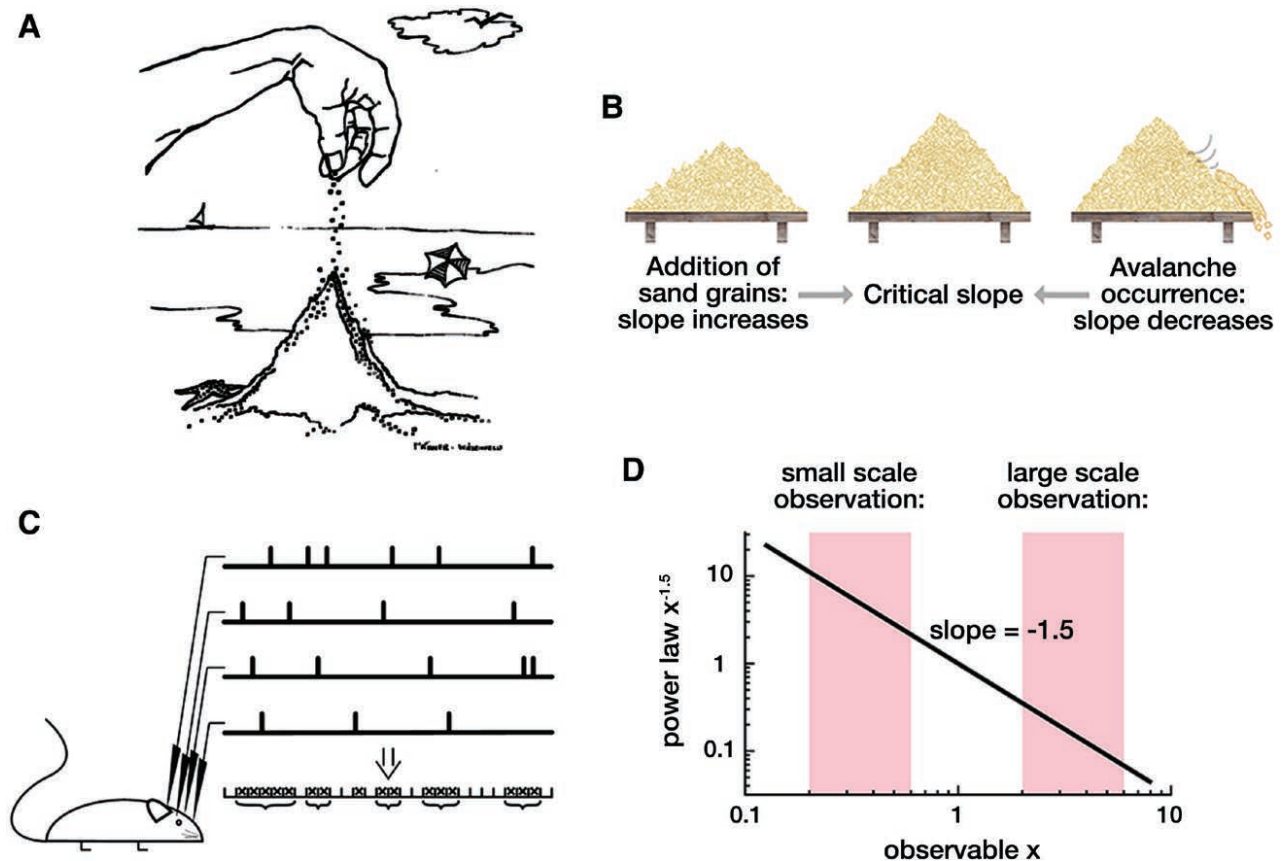 A
B
Addition of
sand grains:
slope increases
Critical slope
Avalanche
occurrence:
slope decreases
C
D
small scale
observation:
large scale
observation:
power law x^-1.5
10
1
0.1
slope = -1.5
0.1
1
10
observable x